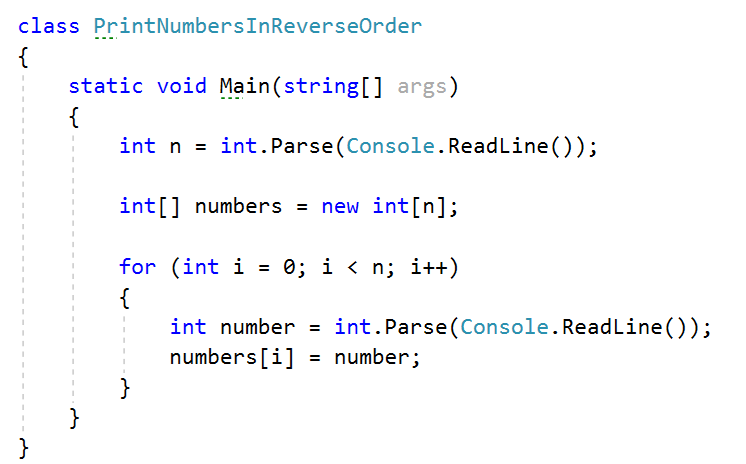 class PrintNumbersInReverseOrder
{
    static void Main(string[] args)
    {
        int n = int.Parse(Console.ReadLine());

        int[] numbers = new int[n];

        for (int i = 0; i < n; i++)
        {
            int number = int.Parse(Console.ReadLine());
            numbers[i] = number;
        }
    }
}